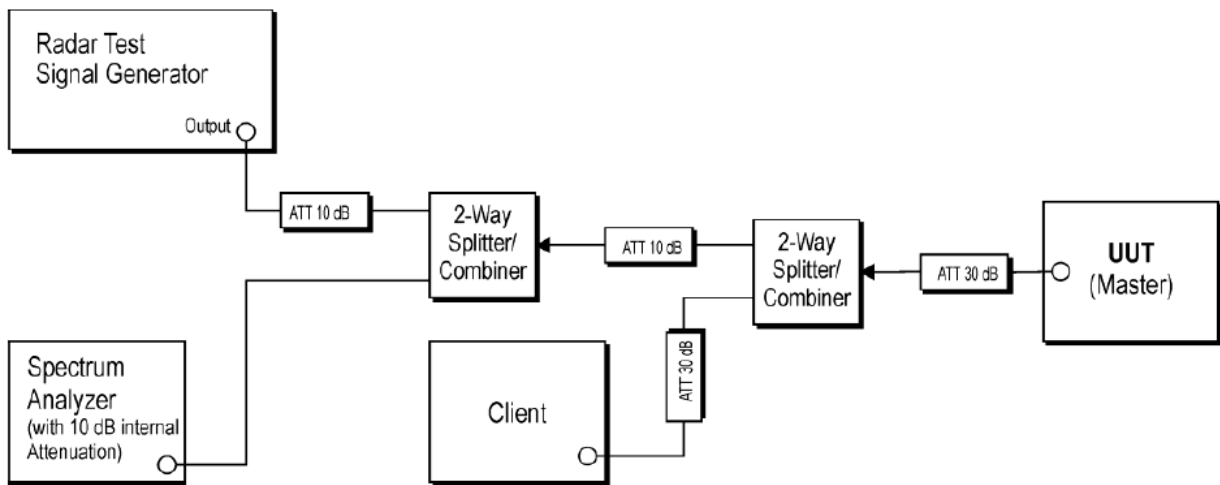 Radar Test
Signal Generator
Output
ATT 10 dB
2-Way
Splitter/
Combiner
ATT 10 dB
2-Way
Splitter/
Combiner
ATT 30 dB
UUT
(Master)
Spectrum
Analyzer
(with 10 dB internal
Attenuation)
Client
ATT 30 dB